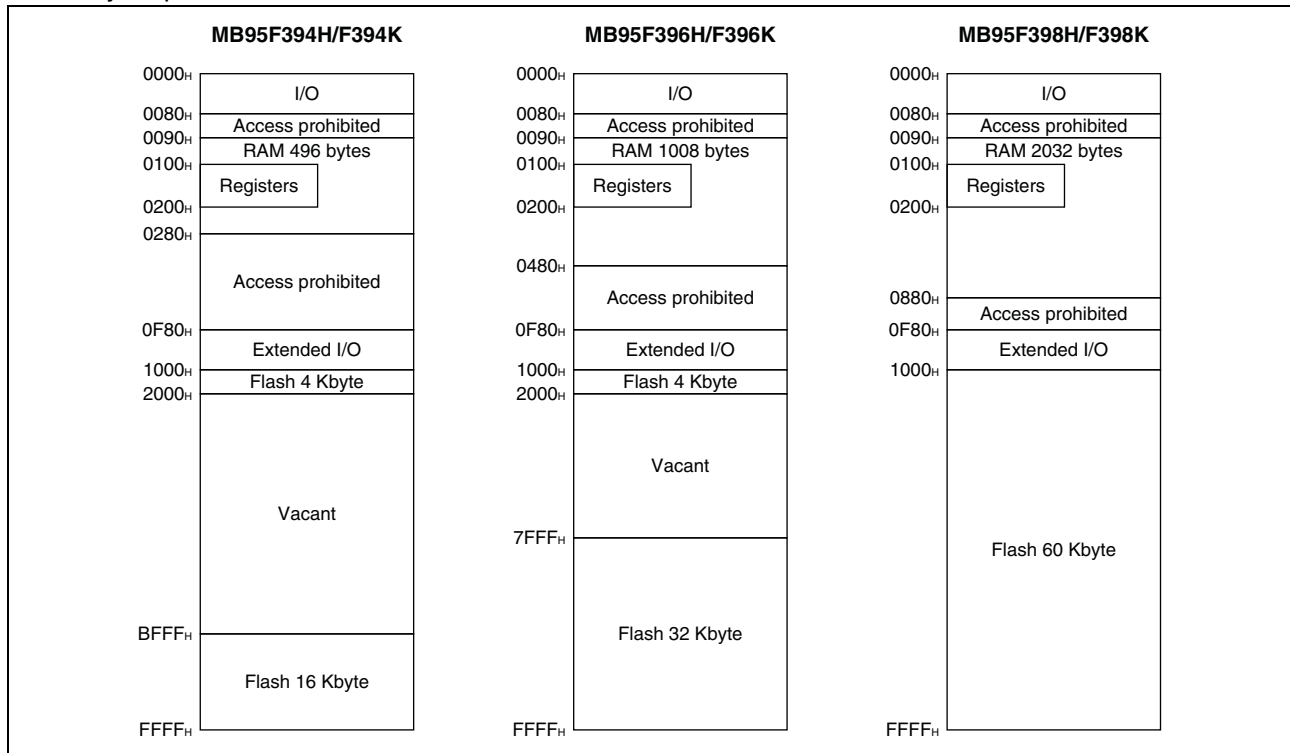 MB95F394H/F394K
0000H
I/O
0080H
Access prohibited
0090H
RAM 496 bytes
0100H
Registers
0200H
0280H
Access prohibited
0F80H
Extended I/O
1000H
Flash 4 Kbyte
2000H
Vacant
BFFFH
Flash 16 Kbyte
FFFFH
MB95F396H/F396K
0000H
I/O
0080H
Access prohibited
0090H
RAM 1008 bytes
0100H
Registers
0200H
0480H
Access prohibited
0F80H
Extended I/O
1000H
Flash 4 Kbyte
2000H
Vacant
7FFFH
Flash 32 Kbyte
FFFFH
MB95F398H/F398K
0000H
I/O
0080H
Access prohibited
0090H
RAM 2032 bytes
0100H
Registers
0200H
0880H
Access prohibited
0F80H
Extended I/O
1000H
Flash 60 Kbyte
FFFFH